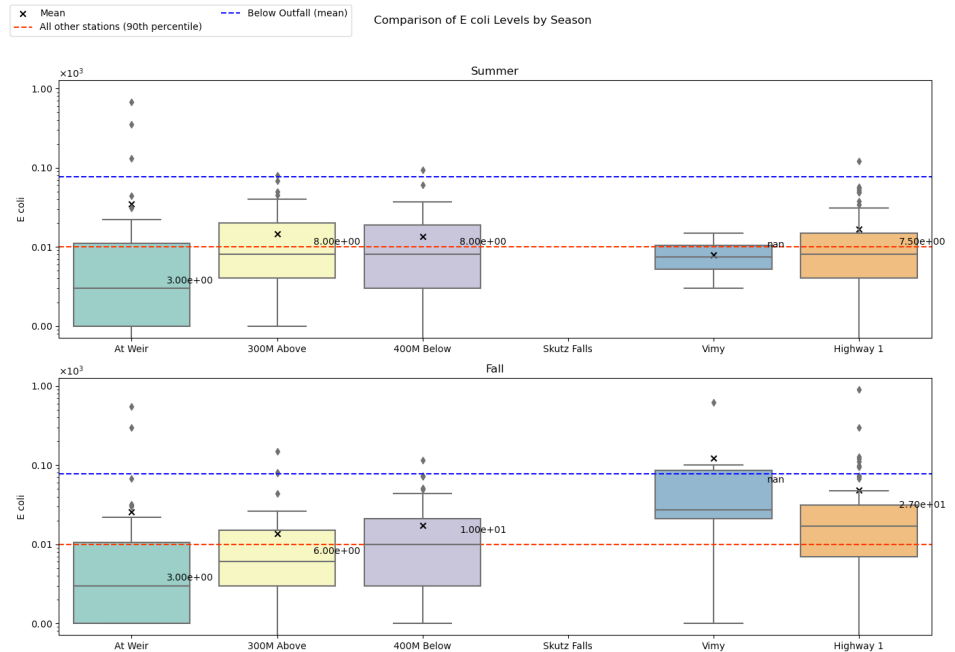 Mean
All other stations (90th percentile)
Below Outfall (mean)
Comparison of E coli Levels by Season
Summer
×10³
E coli
1.00
0.10
0.01
0.00
3.00e+00
8.00e+00
8.00e+00
nan
7.50e+00
At Weir
300M Above
400M Below
Skutz Falls
Vimy
Highway 1
Fall
×10³
E coli
1.00
0.10
0.01
0.00
3.00e+00
6.00e+00
1.00e+01
nan
2.70e+01
At Weir
300M Above
400M Below
Skutz Falls
Vimy
Highway 1